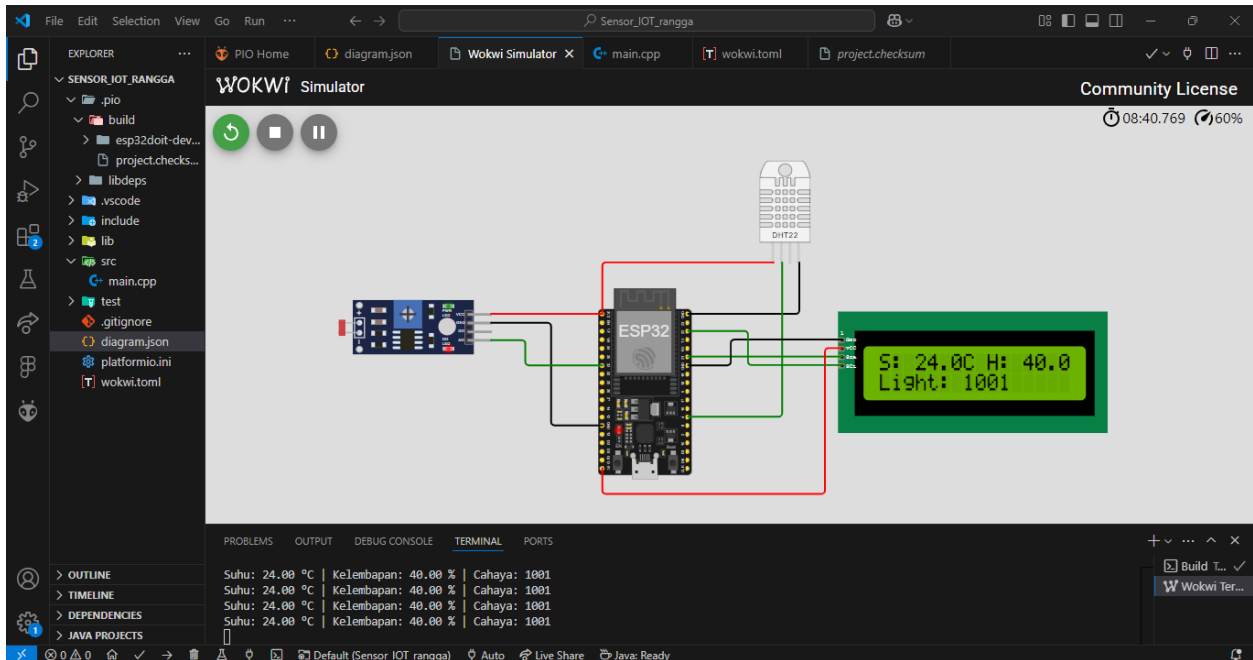 File Edit Selection View Go Run ··· Sensor_IOT_rangga
EXPLORER ···
PIO Home diagram.json Wokwi Simulator main.cpp wokwi.toml project.checksum
SENSOR_IOT_RANGGA
.pio
build
esp32doit-dev...
project.checks...
libdeps
.vscode
include
lib
src
main.cpp
test
.gitignore
diagram.json
platformio.ini
wokwi.toml
OUTLINE
TIMELINE
DEPENDENCIES
JAVA PROJECTS
2
1
WOKWI Simulator
Community License
08:40.769 60%
DHT22
ESP32
VCC
S: 24.0C H: 40.0
Light: 1001
PROBLEMS OUTPUT DEBUG CONSOLE TERMINAL PORTS
Suhu: 24.00 °C | Kelembapan: 40.00 % | Cahaya: 1001
Suhu: 24.00 °C | Kelembapan: 40.00 % | Cahaya: 1001
Suhu: 24.00 °C | Kelembapan: 40.00 % | Cahaya: 1001
Suhu: 24.00 °C | Kelembapan: 40.00 % | Cahaya: 1001
Build T...
Wokwi Ter...
0 0 Default (Sensor_IOT_rangga) Auto Live Share Java: Ready